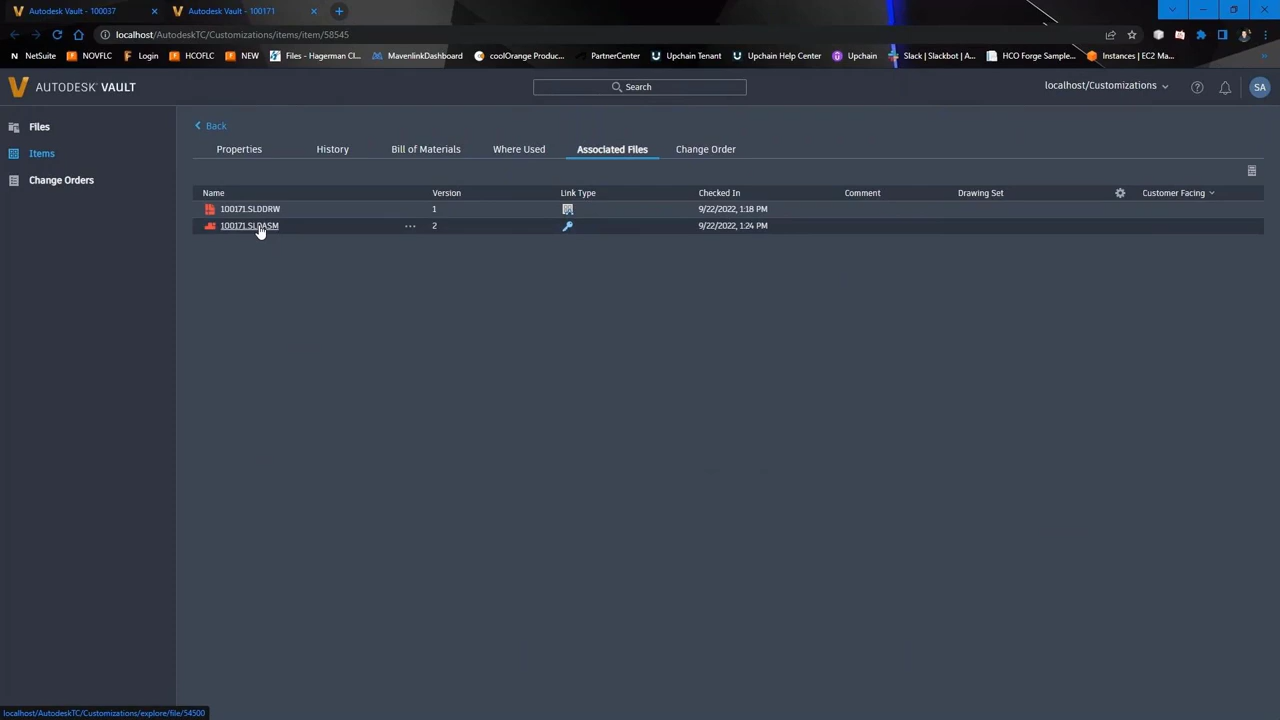 Autodesk Vault - 100037
Autodesk Vault - 100171
localhost/AutodeskTC/Customizations/items/item/58545
NetSuite NOVFLC Login HCOFLC NEW Files - Hagerman Cl... MavenlinkDashboard coolOrange Produc... PartnerCenter Upchain Tenant Upchain Help Center Upchain Slack | Slackbot | A... HCO Forge Sample... Instances | EC2 Ma...
AUTODESK VAULT
Search
localhost/Customizations
SA
Files
Items
Change Orders
Back
Properties History Bill of Materials Where Used Associated Files Change Order
Name Version Link Type Checked In Comment Drawing Set Customer Facing
100171.SLDDRW 1 9/22/2022, 1:18 PM
100171.SLDASM ... 2 9/22/2022, 1:24 PM
localhost/AutodeskTC/Customizations/explore/file/54500